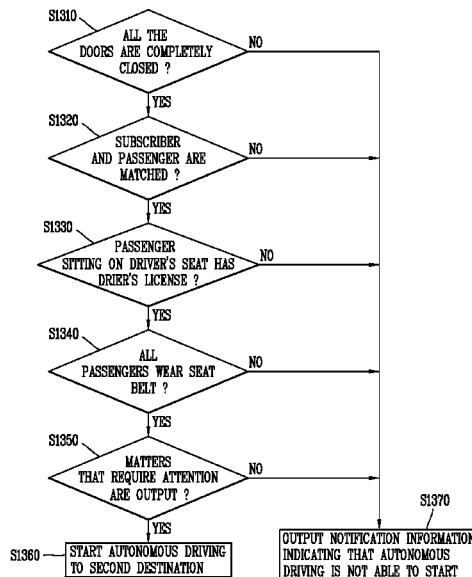 S1310
ALL THE
DOORS ARE COMPLETELY
CLOSED ?
NO
YES
S1320
SUBSCRIBER
AND PASSENGER ARE
MATCHED ?
NO
YES
S1330
PASSENGER
SITTING ON DRIVER'S SEAT HAS
DRIER'S LICENSE ?
NO
YES
S1340
ALL
PASSENGERS WEAR SEAT
BELT ?
NO
YES
S1350
MATTERS
THAT REQUIRE ATTENTION
ARE OUTPUT ?
NO
YES
S1360
START AUTONOMOUS DRIVING
TO SECOND DESTINATION
S1370
OUTPUT NOTIFICATION INFORMATION
INDICATING THAT AUTONOMOUS
DRIVING IS NOT ABLE TO START